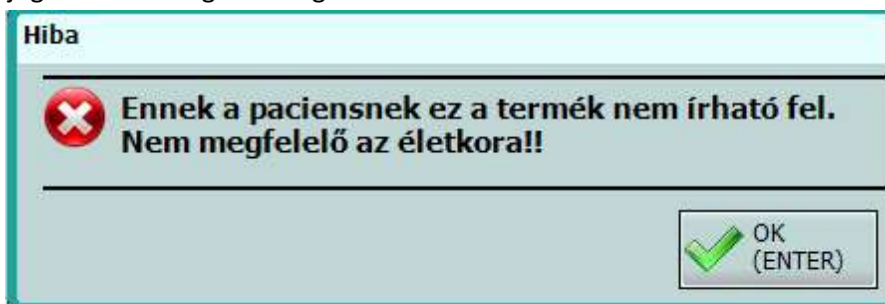 Hiba
Ennek a paciensnek ez a termék nem írható fel.
Nem megfelelő az életkora!!
OK
(ENTER)